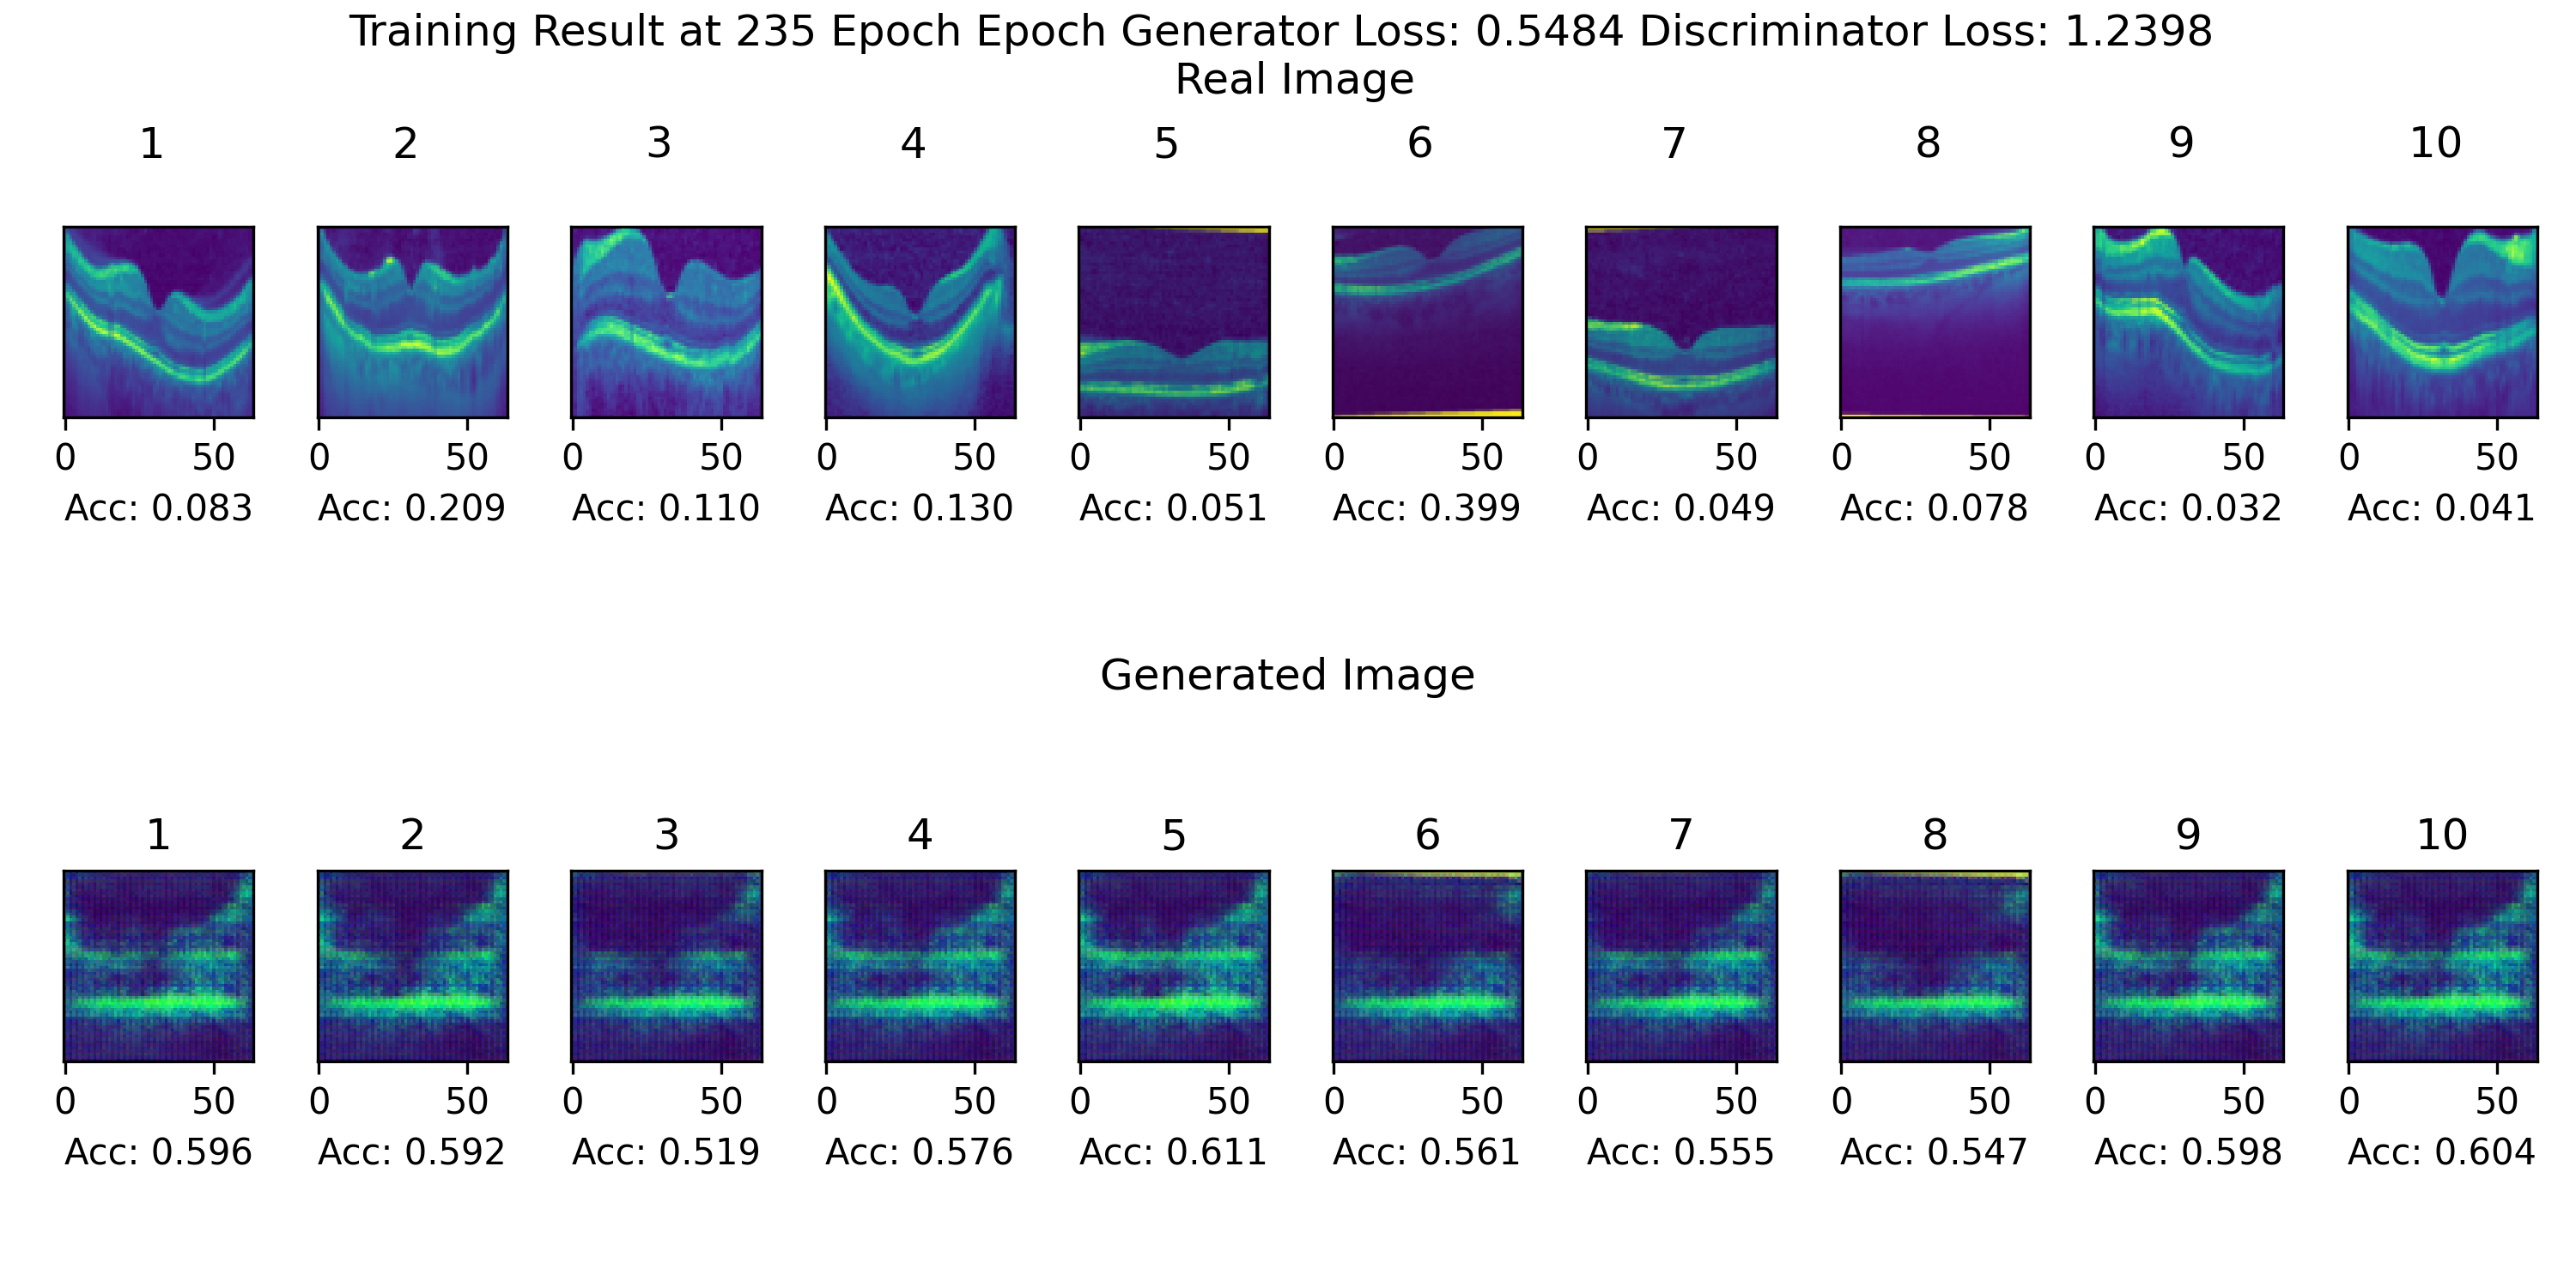 Training Result at 235 Epoch Epoch Generator Loss: 0.5484 Discriminator Loss: 1.2398
Real Image
1 2 3 4 5 6 7 8 9 10
0 50 0 50 0 50 0 50 0 50 0 50 0 50 0 50 0 50 0 50
Acc: 0.083 Acc: 0.209 Acc: 0.110 Acc: 0.130 Acc: 0.051 Acc: 0.399 Acc: 0.049 Acc: 0.078 Acc: 0.032 Acc: 0.041
Generated Image
1 2 3 4 5 6 7 8 9 10
0 50 0 50 0 50 0 50 0 50 0 50 0 50 0 50 0 50 0 50
Acc: 0.596 Acc: 0.592 Acc: 0.519 Acc: 0.576 Acc: 0.611 Acc: 0.561 Acc: 0.555 Acc: 0.547 Acc: 0.598 Acc: 0.604